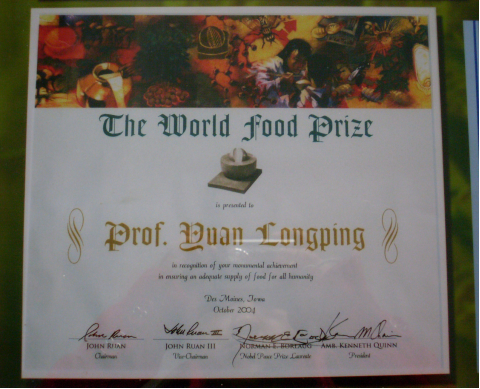 The World Food Prize
is presented to
Prof. Yuan Longping
in recognition of your monumental achievement
in ensuring an adequate supply of food for all humanity
Des Moines, Iowa
October 2004
JOHN RUAN JOHN RUAN III NORMAN E. BORLAUG AMB. KENNETH QUINN
Chairman Vice-Chairman Nobel Peace Prize Laureate President